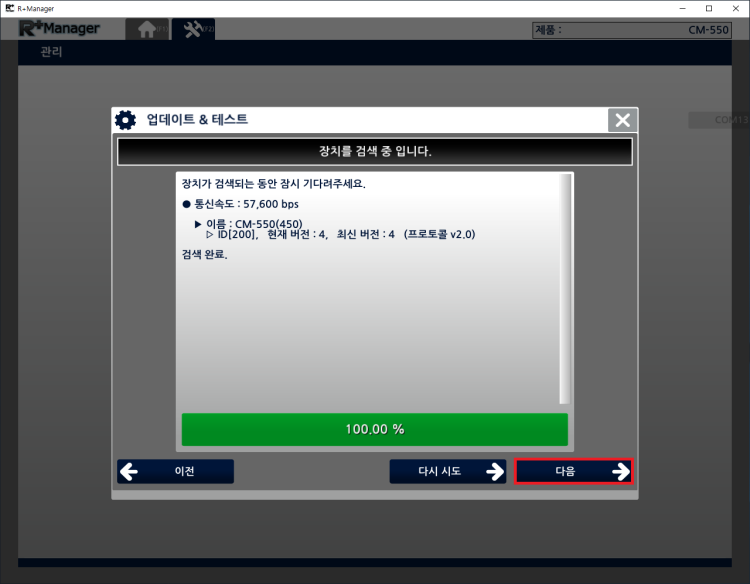 R+Manager
R+Manager
[F1]
[F2]
제품 :
CM-550
관리
COM13
업데이트 & 테스트
장치를 검색 중 입니다.
장치가 검색되는 동안 잠시 기다려주세요.
● 통신속도 : 57,600 bps
▶ 이름 : CM-550(450)
▷ ID[200], 현재 버전 : 4, 최신 버전 : 4 (프로토콜 v2.0)
검색 완료.
100.00 %
이전
다시 시도
다음